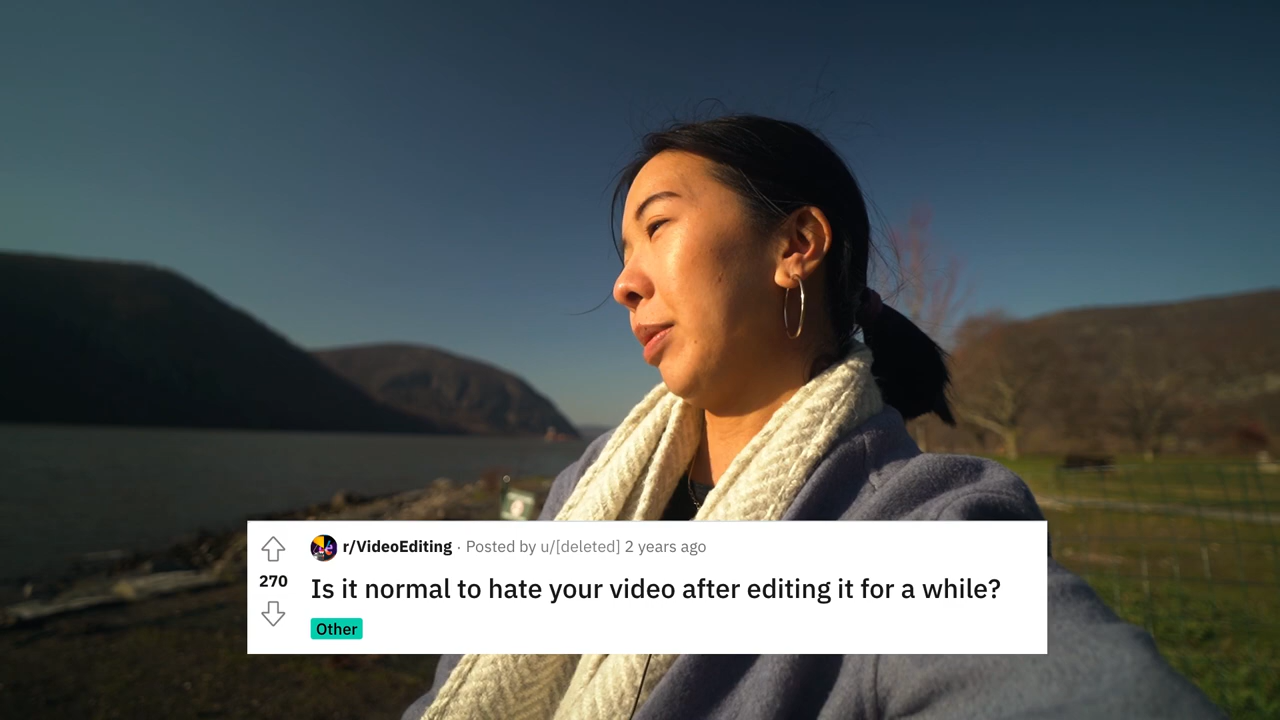 r/VideoEditing · Posted by u/[deleted] 2 years ago
270
Is it normal to hate your video after editing it for a while?
Other